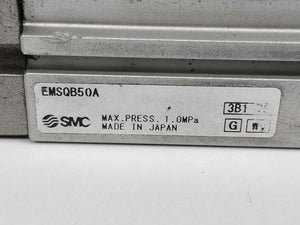 EMSQB50A
3B1
SMC MAX.PRESS. 1.0MPa
MADE IN JAPAN
G